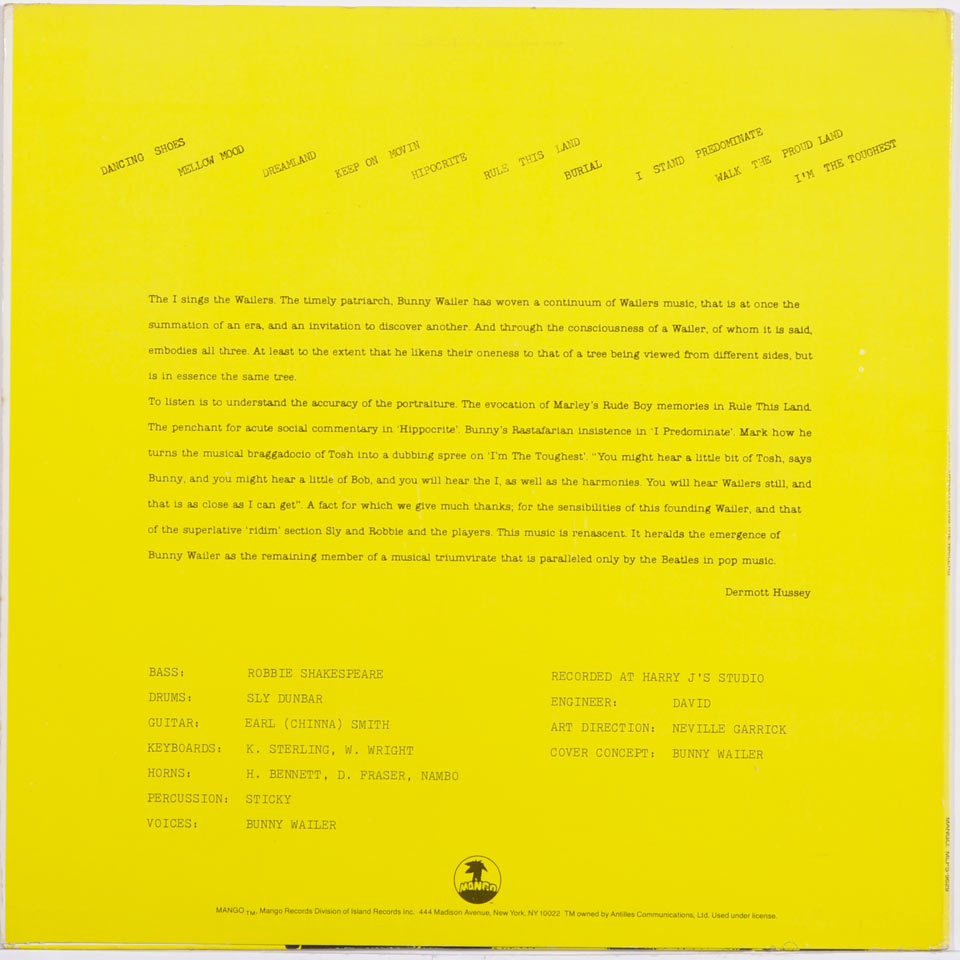 DANCING SHOES
MELLOW MOOD
DREAMLAND
KEEP ON MOVIN
HIPOCRITE
RULE THIS LAND
BURIAL
I STAND PREDOMINATE
WALK THE PROUD LAND
I'M THE TOUGHEST
The I sings the Wailers. The timely patriarch, Bunny Wailer has woven a continuum of Wailers music, that is at once the
summation of an era, and an invitation to discover another. And through the consciousness of a Wailer, of whom it is said,
embodies all three. At least to the extent that he likens their oneness to that of a tree being viewed from different sides, but
is in essence the same tree.
To listen is to understand the accuracy of the portraiture. The evocation of Marley's Rude Boy memories in Rule This Land.
The penchant for acute social commentary in 'Hippocrite'. Bunny's Rastafarian insistence in 'I Predominate'. Mark how he
turns the musical braggadocio of Tosh into a dubbing spree on 'I'm The Toughest'. "You might hear a little bit of Tosh, says
Bunny, and you might hear a little of Bob, and you will hear the I, as well as the harmonies. You will hear Wailers still, and
that is as close as I can get". A fact for which we give much thanks; for the sensibilities of this founding Wailer, and that
of the superlative 'ridim' section Sly and Robbie and the players. This music is renascent. It heralds the emergence of
Bunny Wailer as the remaining member of a musical triumvirate that is paralleled only by the Beatles in pop music.
Dermott Hussey
BASS: ROBBIE SHAKESPEARE
DRUMS: SLY DUNBAR
GUITAR: EARL (CHINNA) SMITH
KEYBOARDS: K. STERLING, W. WRIGHT
HORNS: H. BENNETT, D. FRASER, NAMBO
PERCUSSION: STICKY
VOICES: BUNNY WAILER
RECORDED AT HARRY J'S STUDIO
ENGINEER: DAVID
ART DIRECTION: NEVILLE GARRICK
COVER CONCEPT: BUNNY WAILER
MANGO
MANGO TM, Mango Records Division of Island Records Inc. 444 Madison Avenue, New York, NY 10022 TM owned by Antilles Communications, Ltd. Used under license.